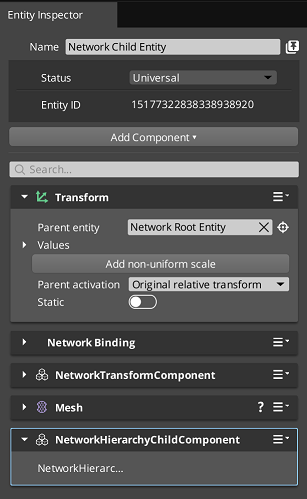 Entity Inspector
Name Network Child Entity
Status Universal
Entity ID 15177322838338938920
Add Component
Search...
Transform
Parent entity Network Root Entity
Values
Add non-uniform scale
Parent activation Original relative transform
Static
Network Binding
NetworkTransformComponent
Mesh ?
NetworkHierarchyChildComponent
NetworkHierarc...